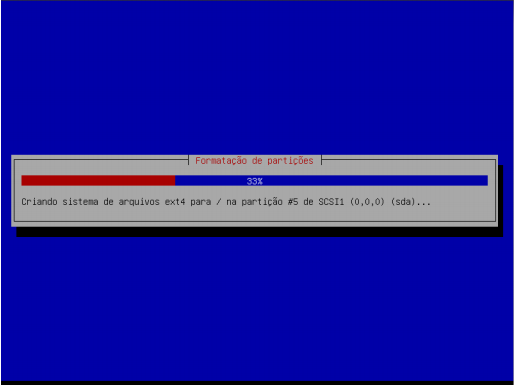 Formatação de partições
33%
Criando sistema de arquivos ext4 para / na partição #5 de SCSI1 (0,0,0) (sda)...